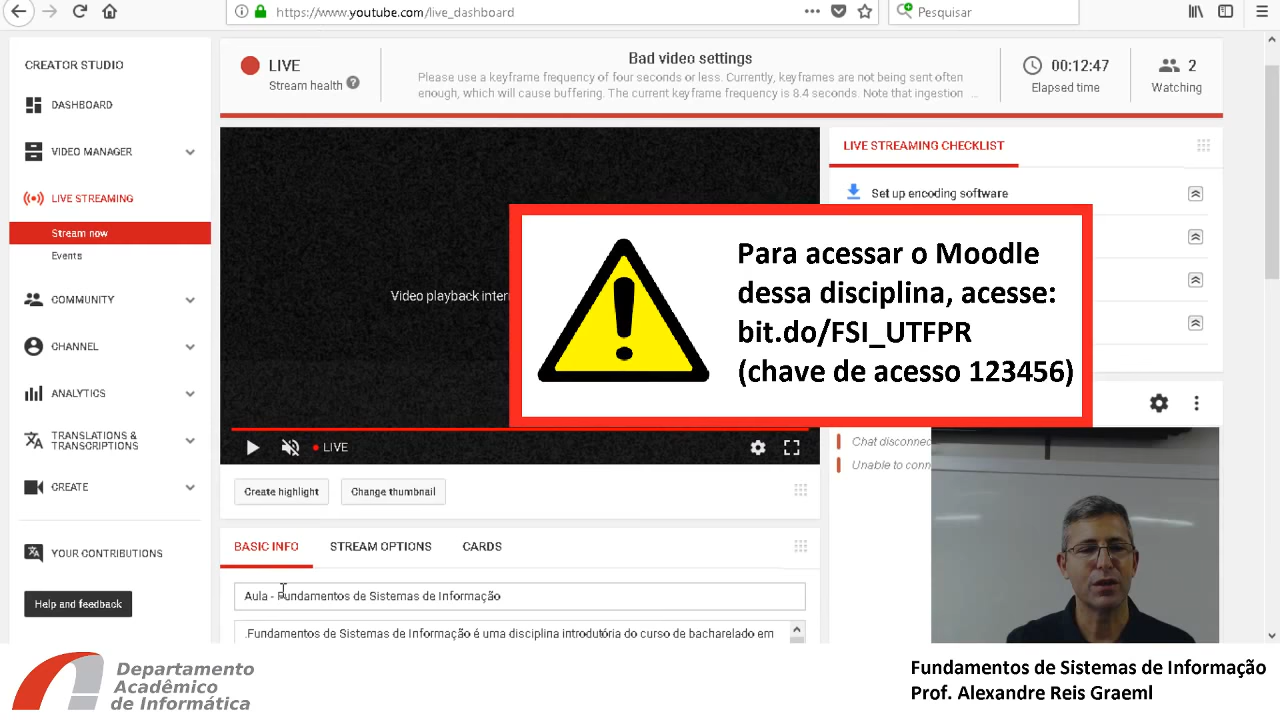 https://www.youtube.com/live_dashboard
Pesquisar
CREATOR STUDIO
DASHBOARD
VIDEO MANAGER
LIVE STREAMING
Stream now
Events
COMMUNITY
CHANNEL
ANALYTICS
TRANSLATIONS &
TRANSCRIPTIONS
CREATE
YOUR CONTRIBUTIONS
Help and feedback
LIVE
Stream health ?
Bad video settings
Please use a keyframe frequency of four seconds or less. Currently, keyframes are not being sent often
enough, which will cause buffering. The current keyframe frequency is 8.4 seconds. Note that ingestion ...
00:12:47
Elapsed time
2
Watching
LIVE STREAMING CHECKLIST
Set up encoding software
Video playback inter
Para acessar o Moodle
dessa disciplina, acesse:
bit.do/FSI_UTFPR
(chave de acesso 123456)
LIVE
Chat disconnec
Unable to conn
Create highlight
Change thumbnail
BASIC INFO
STREAM OPTIONS
CARDS
Aula - Fundamentos de Sistemas de Informação
.Fundamentos de Sistemas de Informação é uma disciplina introdutória do curso de bacharelado em
Departamento
Acadêmico
de Informática
Fundamentos de Sistemas de Informação
Prof. Alexandre Reis Graeml